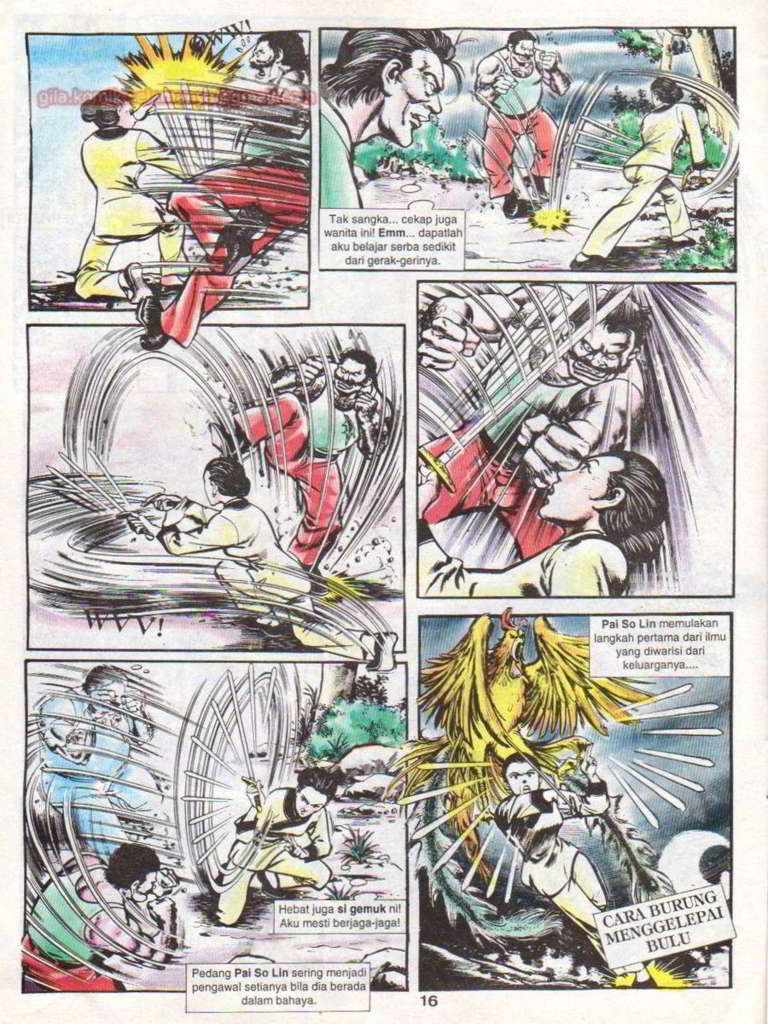 WW!
Tak sangka... cekap juga
wanita ini! Emm... dapatlah
aku belajar serba sedikit
dari gerak-gerinya.
WVV!
Pai So Lin memulakan
langkah pertama dari ilmu
yang diwarisi dari
keluarganya....
Hebat juga si gemuk ni!
Aku mesti berjaga-jaga!
Pedang Pai So Lin sering menjadi
pengawal setianya bila dia berada
dalam bahaya.
CARA BURUNG
MENGGELEPAI
BULU
16